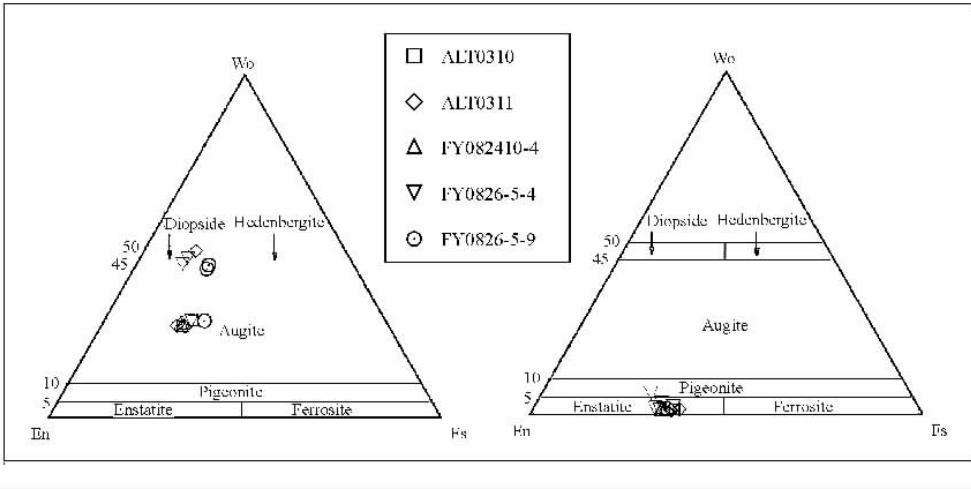 Wo
Diopside Hedenbergite
50
45
Augite
10
Pigeonite
5
Enstatite Ferrosite
En
Fs
ALT0310
ALT0311
FY082410-4
FY0826-5-4
FY0826-5-9
Wo
Diopside Hedenbergite
50
45
Augite
10
Pigeonite
5
Enstatite Ferrosite
En
Fs